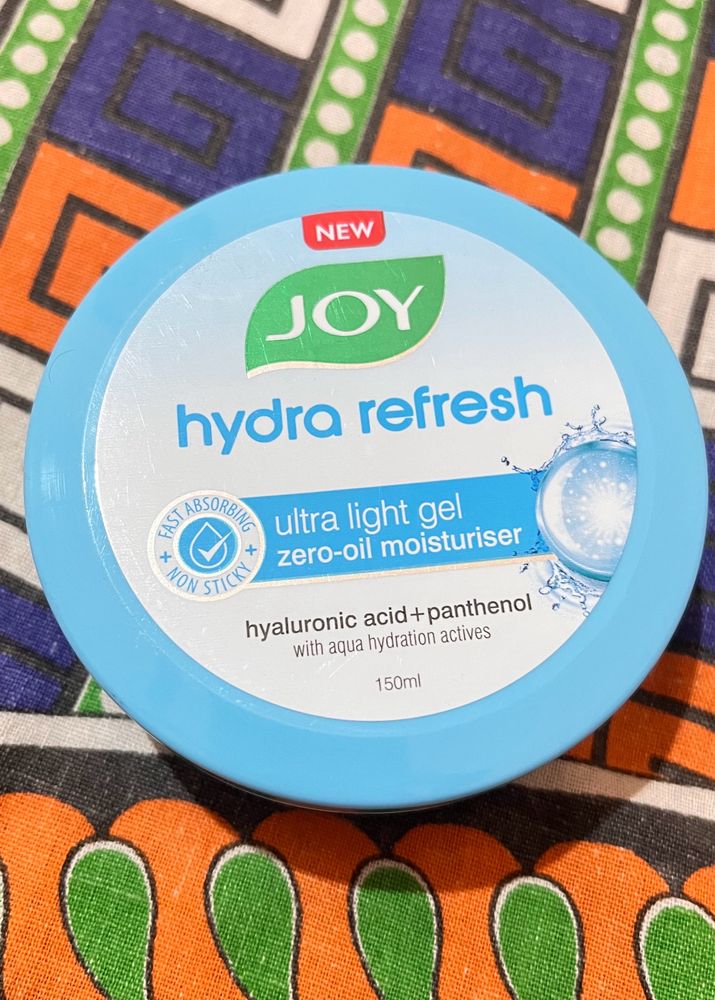 NEW
JOY
hydra refresh
FAST ABSORBING
+ NON STICKY +
ultra light gel
zero-oil moisturiser
hyaluronic acid+panthenol
with aqua hydration actives
150ml